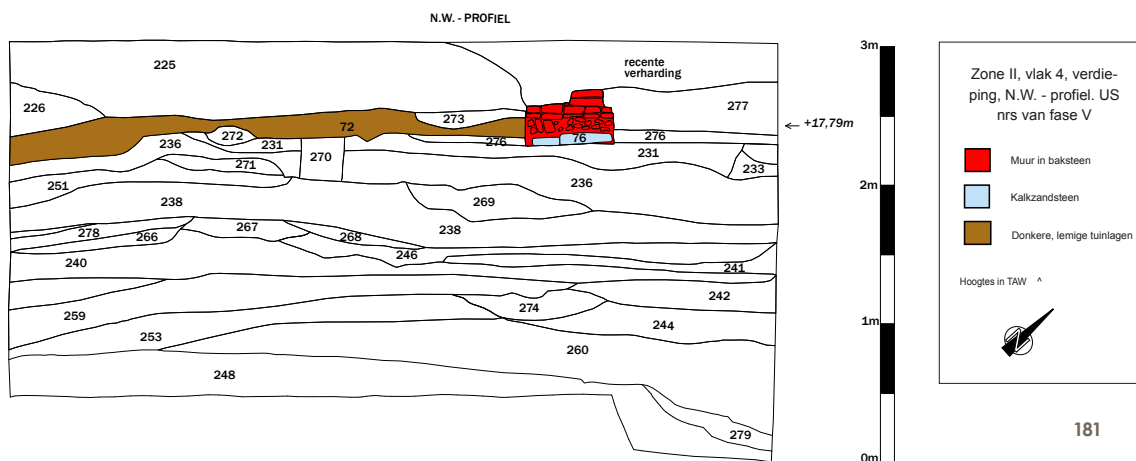 N.W. - PROFIEL
225
recente
verharding
226
277
273
72
272
276
76
276
+17,79m
236
231
270
231
233
271
251
236
238
269
278
266
267
268
238
246
240
241
242
274
259
244
253
260
248
279
3m
2m
1m
0m
Zone II, vlak 4, verdie-
ping, N.W. - profiel. US
nrs van fase V
Muur in baksteen
Kalkzandsteen
Donkere, lemige tuinlagen
Hoogtes in TAW ^
181